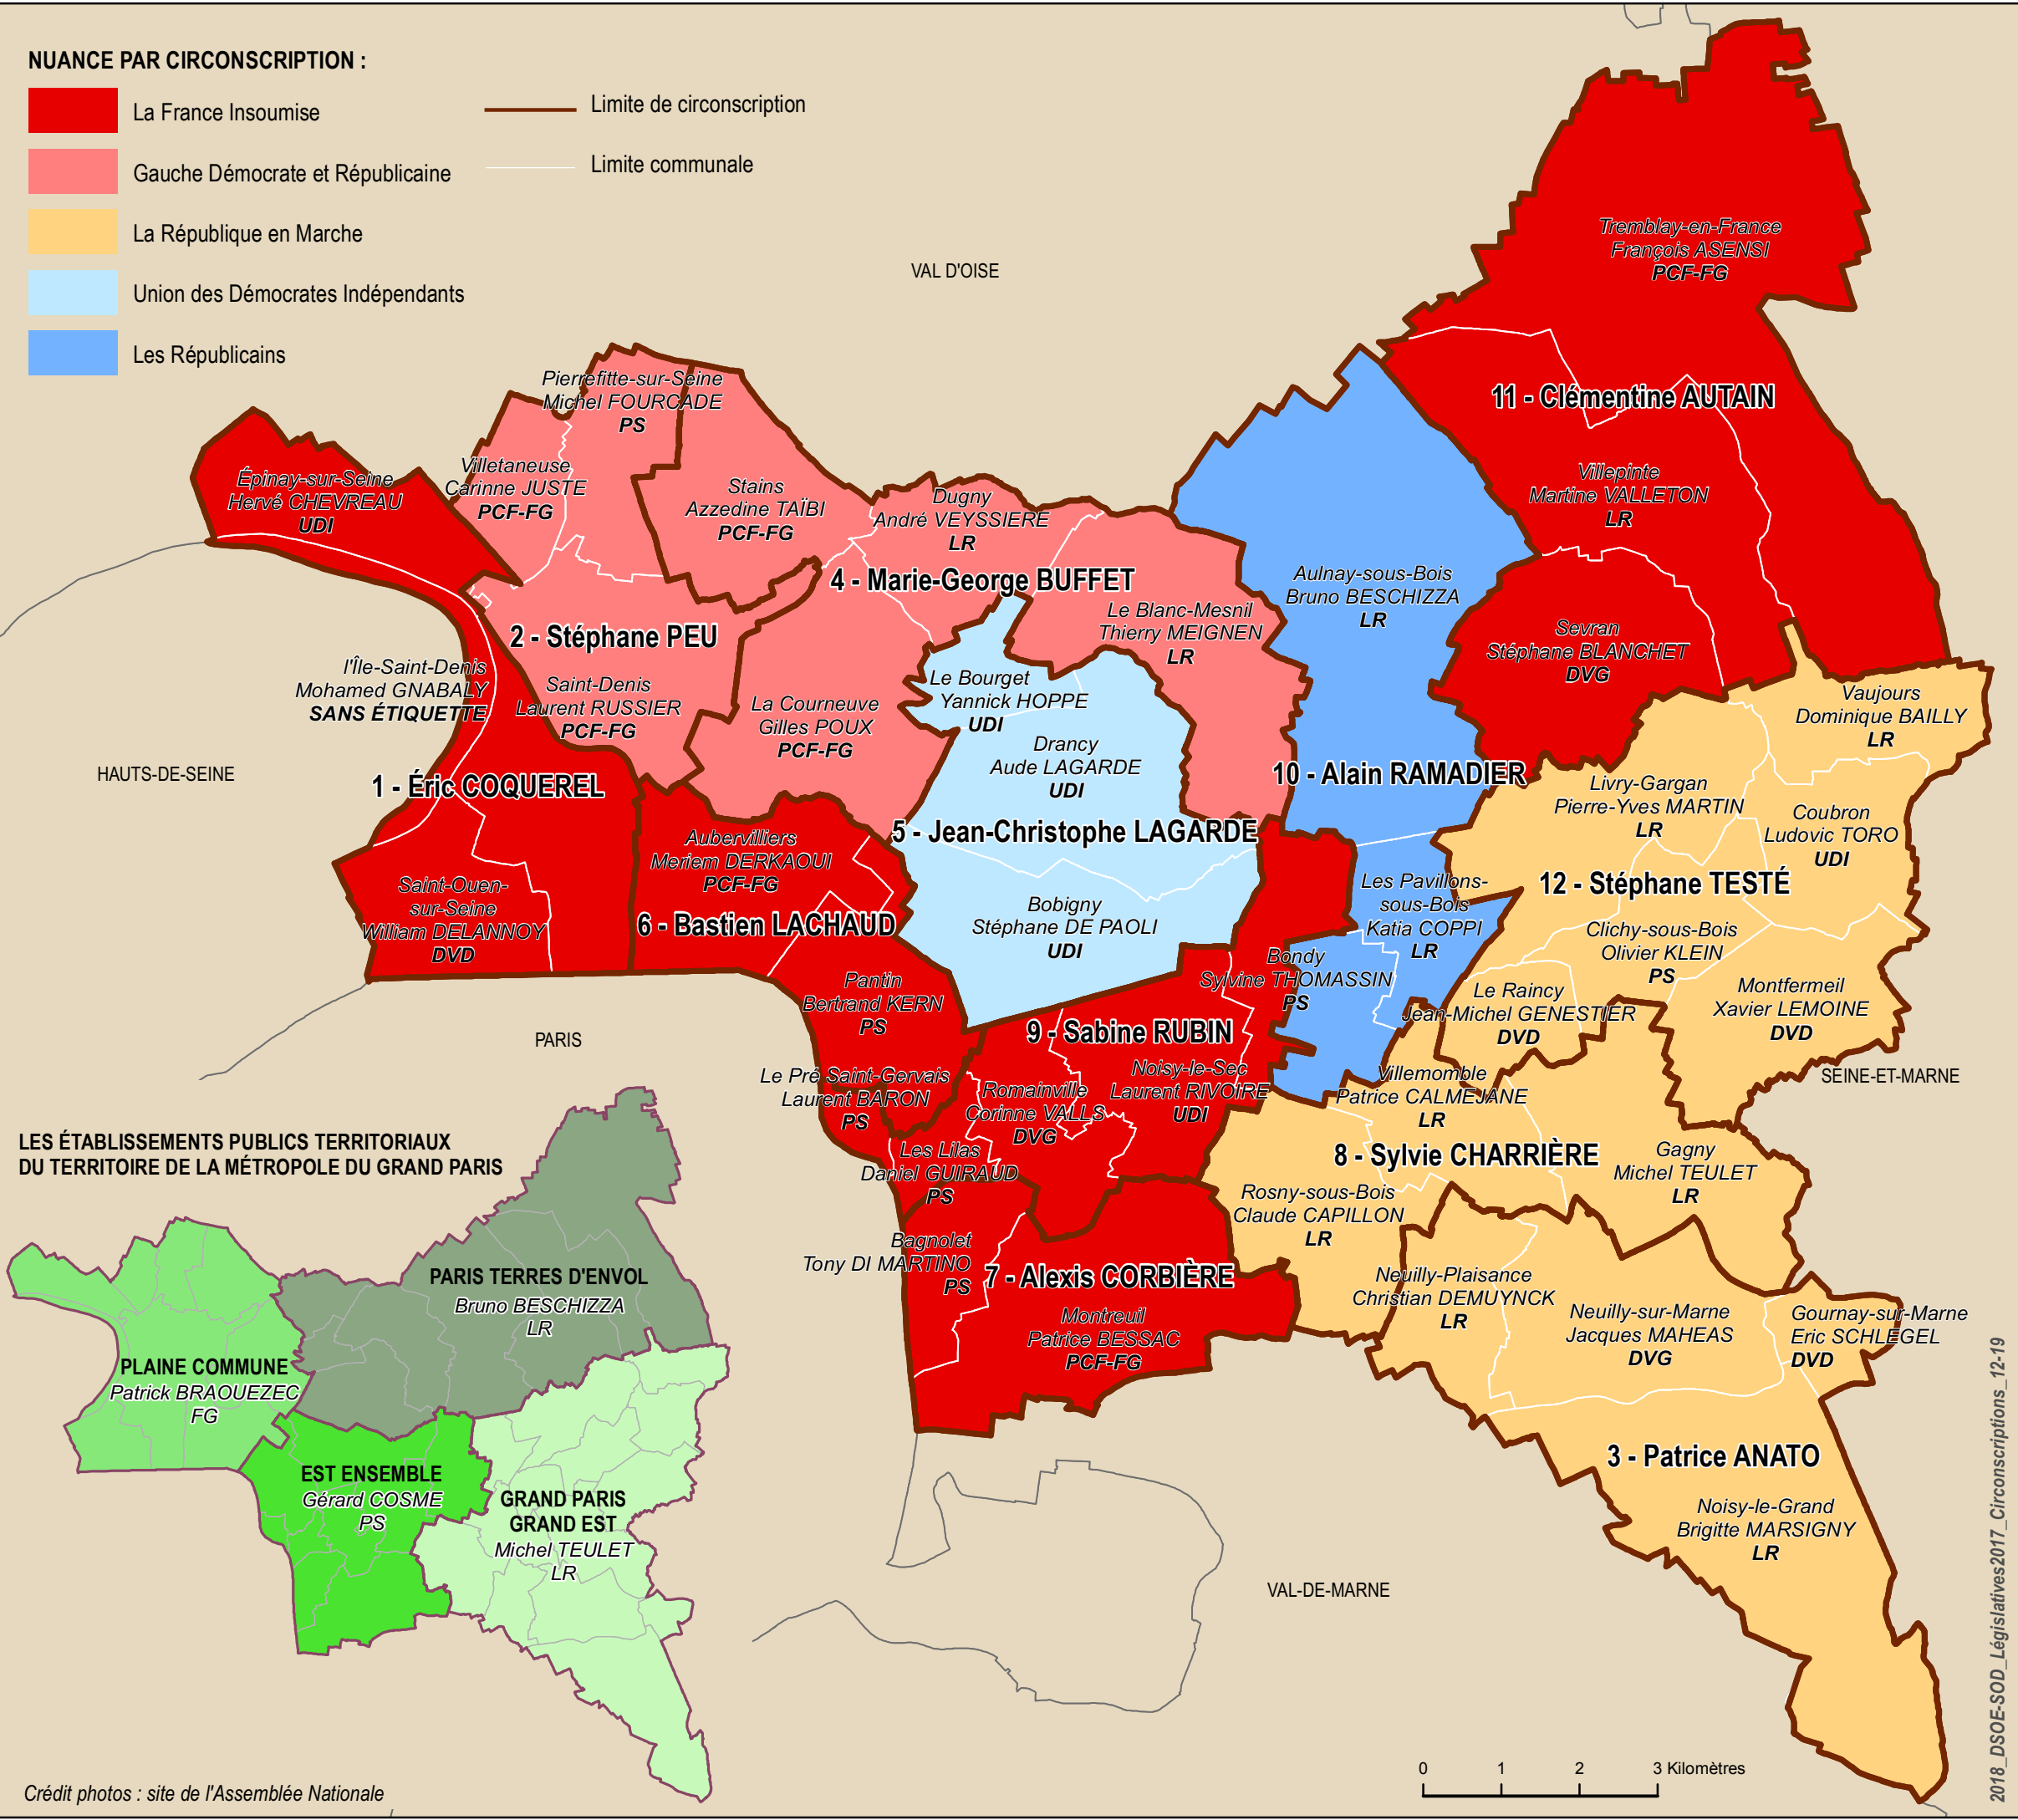 NUANCE PAR CIRCONSCRIPTION :
La France Insoumise
Gauche Démocrate et Républicaine
La République en Marche
Union des Démocrates Indépendants
Les Républicains
Limite de circonscription
Limite communale
VAL D'OISE
Tremblay-en-France
François ASENSI
PCF-FG
11 - Clémentine AUTAIN
Villepinte
Martine VALLETON
LR
Sevran
Stéphane BLANCHET
DVG
Pierrefitte-sur-Seine
Michel FOURCADE
PS
Épinay-sur-Seine
Hervé CHEVREAU
UDI
Villetaneuse
Carinne JUSTE
PCF-FG
Stains
Azzedine TAÏBI
PCF-FG
Dugny
André VEYSSIERE
LR
4 - Marie-George BUFFET
Le Blanc-Mesnil
Thierry MEIGNEN
LR
Aulnay-sous-Bois
Bruno BESCHIZZA
LR
2 - Stéphane PEU
l'Île-Saint-Denis
Mohamed GNABALY
SANS ÉTIQUETTE
Saint-Denis
Laurent RUSSIER
PCF-FG
La Courneuve
Gilles POUX
PCF-FG
Le Bourget
Yannick HOPPE
UDI
Drancy
Aude LAGARDE
UDI
Vaujours
Dominique BAILLY
LR
HAUTS-DE-SEINE
1 - Éric COQUEREL
10 - Alain RAMADIER
Livry-Gargan
Pierre-Yves MARTIN
LR
Coubron
Ludovic TORO
UDI
5 - Jean-Christophe LAGARDE
Aubervilliers
Meriem DERKAOUI
PCF-FG
Saint-Ouen-
sur-Seine
William DELANNOY
DVD
6 - Bastien LACHAUD
Bobigny
Stéphane DE PAOLI
UDI
Les Pavillons-
sous-Bois
Katia COPPI
LR
12 - Stéphane TESTÉ
Clichy-sous-Bois
Olivier KLEIN
PS
Bondy
Sylvine THOMASSIN
PS
Pantin
Bertrand KERN
PS
Le Raincy
Jean-Michel GENESTIER
DVD
Montfermeil
Xavier LEMOINE
DVD
PARIS
9 - Sabine RUBIN
Noisy-le-Sec
Laurent RIVOIRE
UDI
Le Pré Saint-Gervais
Laurent BARON
PS
Romainville
Corinne VALLS
DVG
Villemomble
Patrice CALMEJANE
LR
SEINE-ET-MARNE
Les Lilas
Daniel GUIRAUD
PS
8 - Sylvie CHARRIÈRE
Gagny
Michel TEULET
LR
Rosny-sous-Bois
Claude CAPILLON
LR
Bagnolet
Tony DI MARTINO
PS
7 - Alexis CORBIÈRE
Montreuil
Patrice BESSAC
PCF-FG
Neuilly-Plaisance
Christian DEMUYNCK
LR
Neuilly-sur-Marne
Jacques MAHEAS
DVG
Gournay-sur-Marne
Eric SCHLEGEL
DVD
3 - Patrice ANATO
Noisy-le-Grand
Brigitte MARSIGNY
LR
VAL-DE-MARNE
LES ÉTABLISSEMENTS PUBLICS TERRITORIAUX
DU TERRITOIRE DE LA MÉTROPOLE DU GRAND PARIS
PARIS TERRES D'ENVOL
Bruno BESCHIZZA
LR
PLAINE COMMUNE
Patrick BRAOUEZEC
FG
EST ENSEMBLE
Gérard COSME
PS
GRAND PARIS
GRAND EST
Michel TEULET
LR
0 1 2 3 Kilomètres
Crédit photos : site de l'Assemblée Nationale
2018_DSOE-SOD_Législatives2017_Circonscriptions_12-19